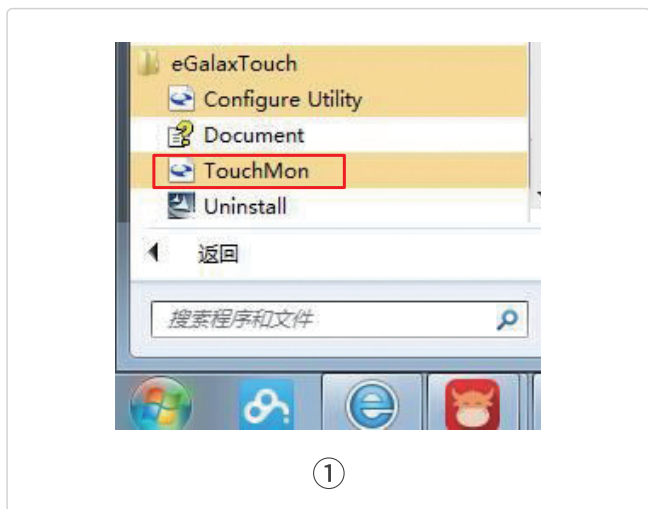 eGalaxTouch
Configure Utility
Document
TouchMon
Uninstall
返回
搜索程序和文件
①